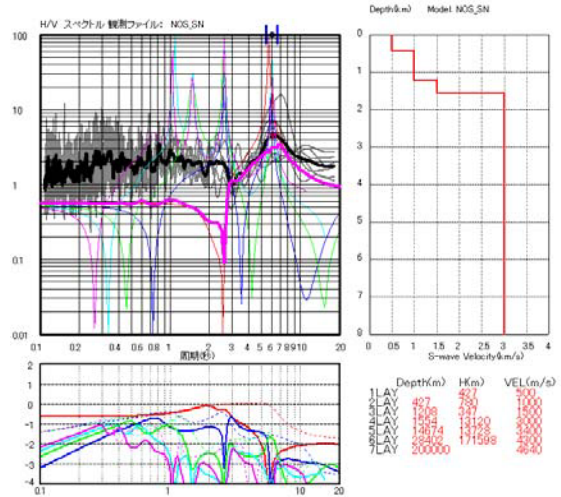 H/V スペクトル 観測ファイル: NOS_SN
100
10
1
0.1
0.01
0.1 0.2 0.4 0.6 0.8 1 2 3 4 5 6 7 8 9 10 20
周期(秒)
2
1
0
-1
-2
-3
-4
0.1 1 10 20
Depth(km) Model: NOS_SN
0
1
2
3
4
5
6
7
8
0 0.5 1 1.5 2 2.5 3 3.5 4
S-wave Velocity(km/s)
Depth(m) H(m) VEL(m/s)
1LAY 427 500
2LAY 427
3LAY 1208
4LAY 13120
5LAY
6LAY 28402 171598
7LAY 200000 4640